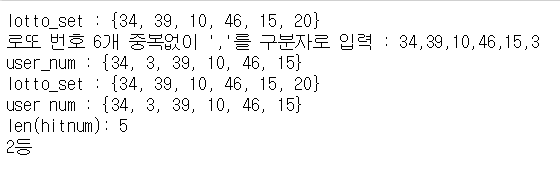 lotto_set : {34, 39, 10, 46, 15, 20}
로또 번호 6개 중복없이 ','를 구분자로 입력 : 34,39,10,46,15,3
user_num : {34, 3, 39, 10, 46, 15}
lotto_set : {34, 39, 10, 46, 15, 20}
user num : {34, 3, 39, 10, 46, 15}
len(hitnum): 5
2등